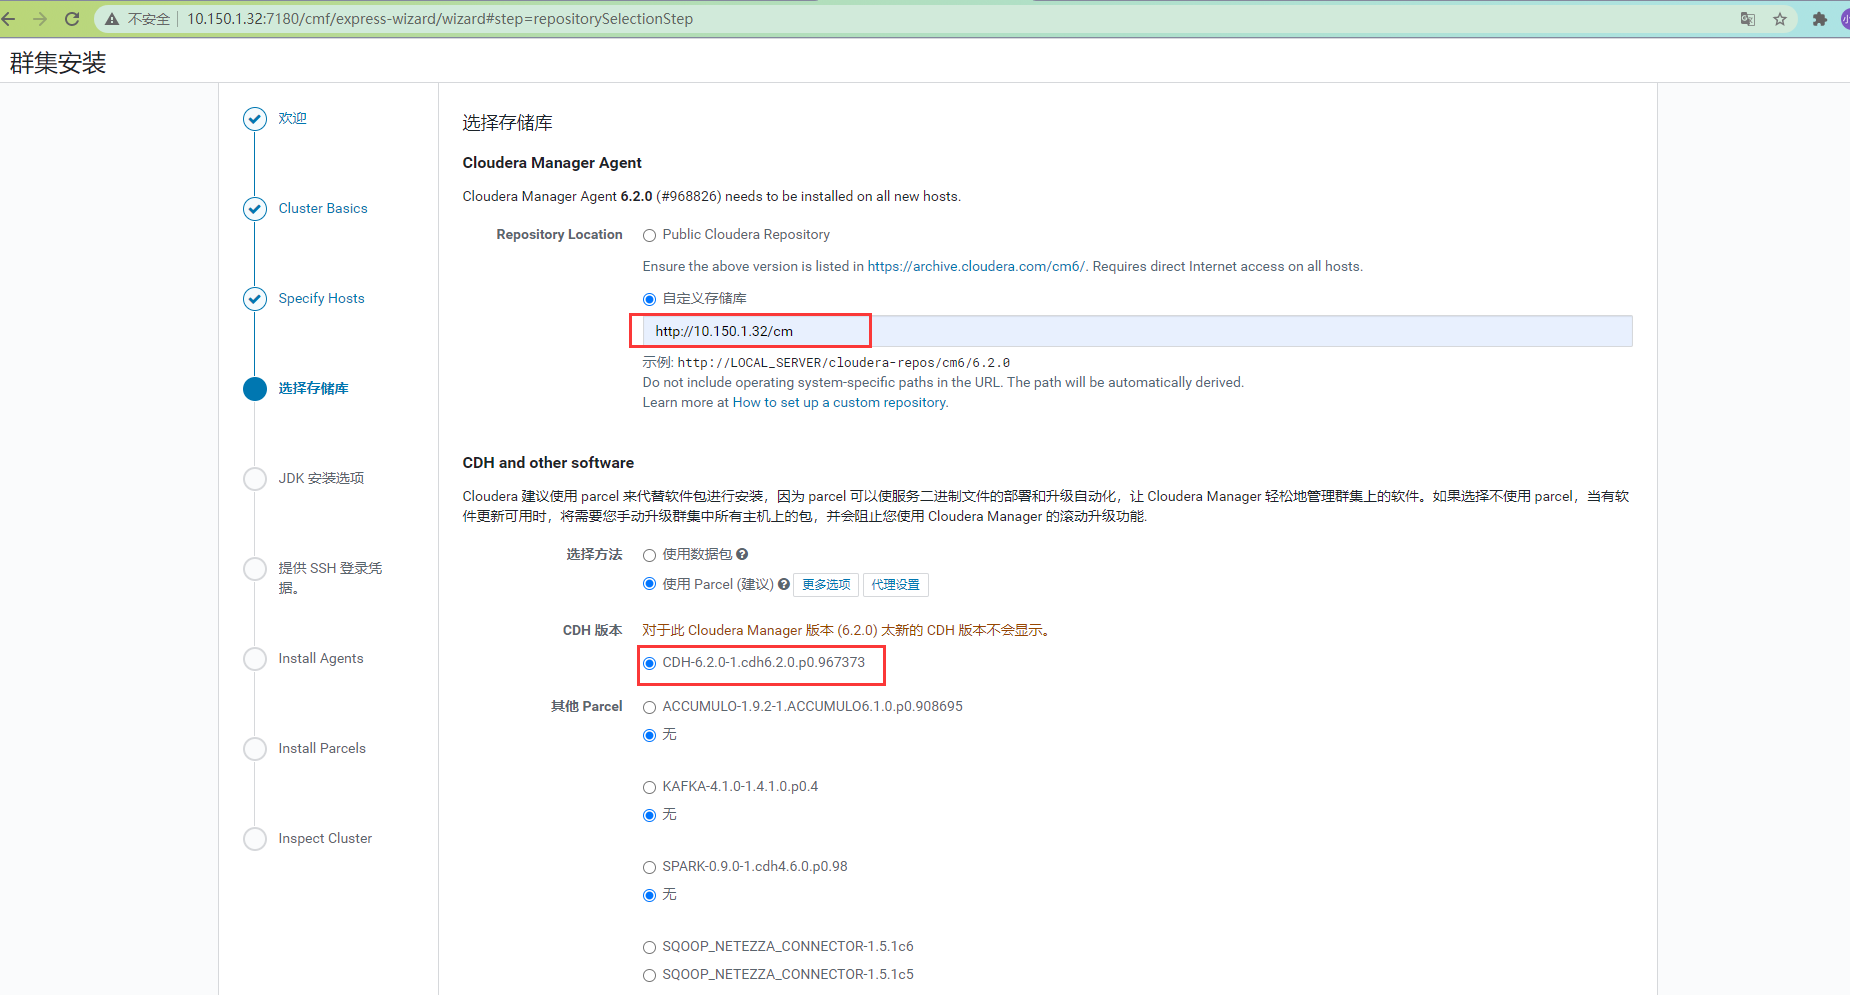 不安全 10.150.1.32:7180/cmf/express-wizard/wizard#step=repositorySelectionStep
群集安装
欢迎
Cluster Basics
Specify Hosts
选择存储库
JDK 安装选项
提供 SSH 登录凭
据。
Install Agents
Install Parcels
Inspect Cluster
选择存储库
Cloudera Manager Agent
Cloudera Manager Agent 6.2.0 (#968826) needs to be installed on all new hosts.
Repository Location Public Cloudera Repository
Ensure the above version is listed in https://archive.cloudera.com/cm6/. Requires direct Internet access on all hosts.
自定义存储库
http://10.150.1.32/cm
示例: http://LOCAL_SERVER/cloudera-repos/cm6/6.2.0
Do not include operating system-specific paths in the URL. The path will be automatically derived.
Learn more at How to set up a custom repository.
CDH and other software
Cloudera 建议使用 parcel 来代替软件包进行安装，因为 parcel 可以使服务二进制文件的部署和升级自动化，让 Cloudera Manager 轻松地管理群集上的软件。如果选择不使用 parcel，当有软
件更新可用时，将需要您手动升级群集中所有主机上的包，并会阻止您使用 Cloudera Manager 的滚动升级功能.
选择方法 使用数据包
使用 Parcel (建议) 更多选项 代理设置
CDH 版本 对于此 Cloudera Manager 版本 (6.2.0) 太新的 CDH 版本不会显示。
CDH-6.2.0-1.cdh6.2.0.p0.967373
其他 Parcel ACCUMULO-1.9.2-1.ACCUMULO6.1.0.p0.908695
无
KAFKA-4.1.0-1.4.1.0.p0.4
无
SPARK-0.9.0-1.cdh4.6.0.p0.98
无
SQOOP_NETEZZA_CONNECTOR-1.5.1c6
SQOOP_NETEZZA_CONNECTOR-1.5.1c5